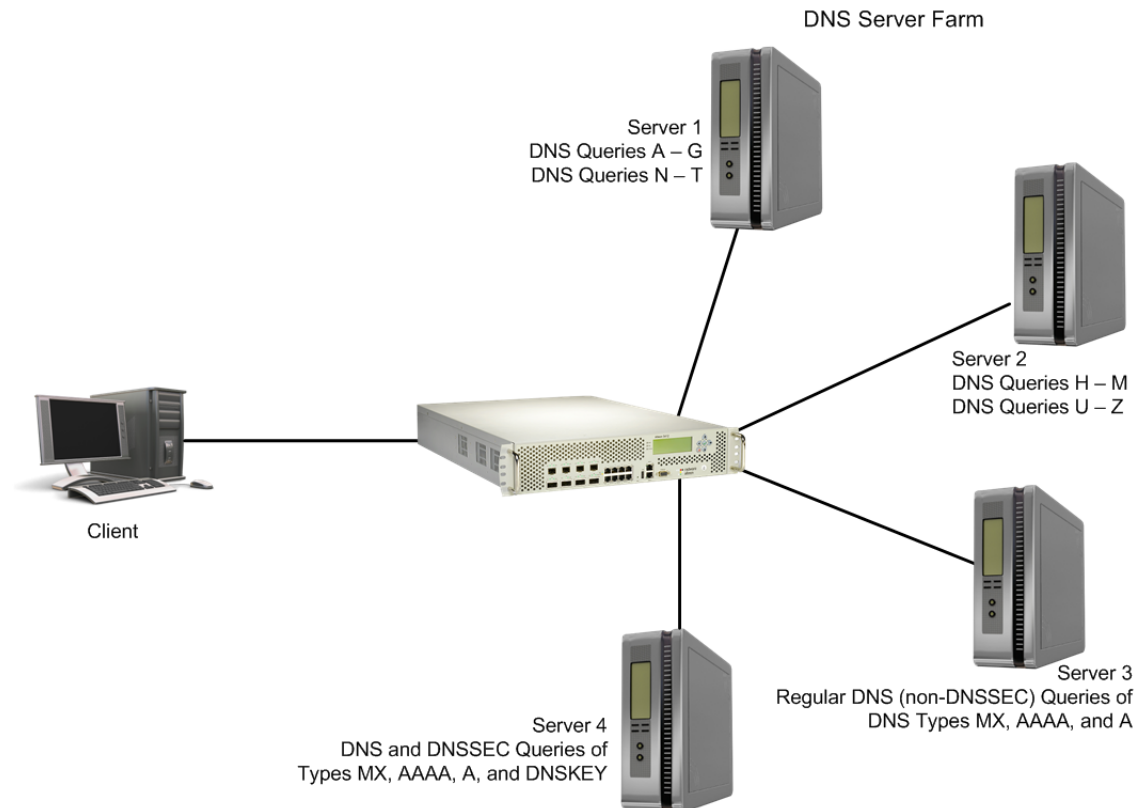 DNS Server Farm
Server 1
DNS Queries A – G
DNS Queries N – T
Server 2
DNS Queries H – M
DNS Queries U – Z
Client
Server 3
Regular DNS (non-DNSSEC) Queries of
DNS Types MX, AAAA, and A
Server 4
DNS and DNSSEC Queries of
Types MX, AAAA, A, and DNSKEY